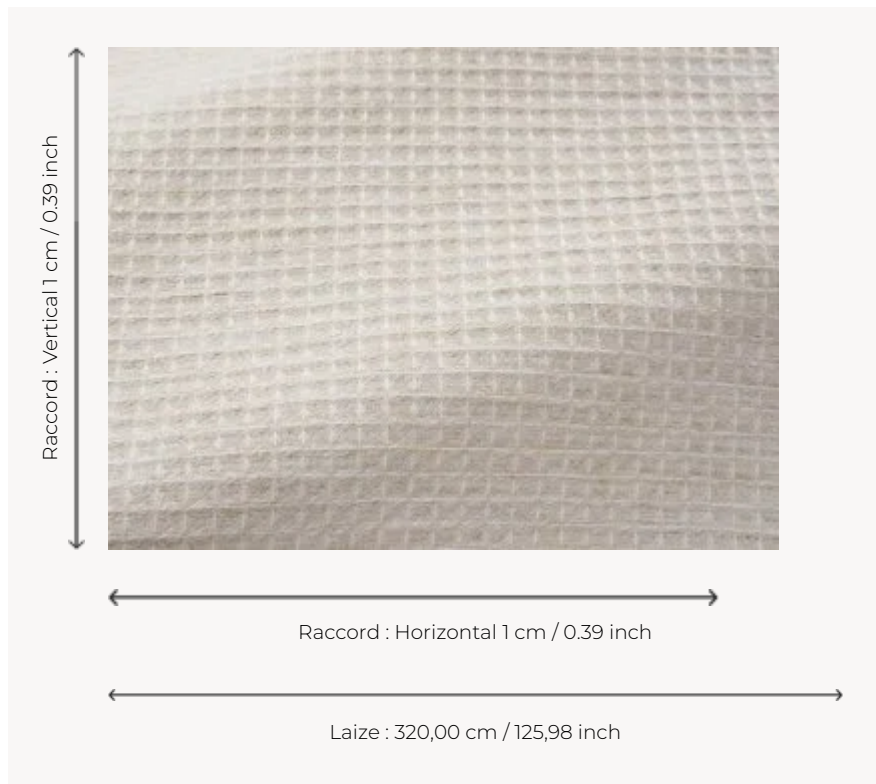 Raccord : Vertical 1 cm / 0.39 inch
Raccord : Horizontal 1 cm / 0.39 inch
Laize : 320,00 cm / 125,98 inch